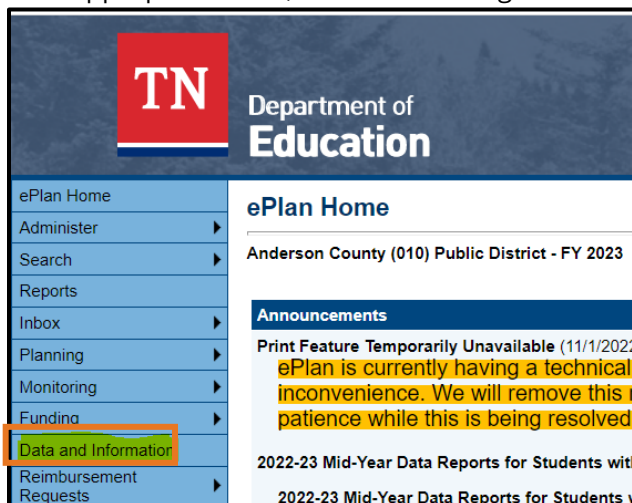 TN
Department of
Education
ePlan Home
Administer
Search
Reports
Inbox
Planning
Monitoring
Funding
Data and Information
Reimbursement
Requests
ePlan Home
Anderson County (010) Public District - FY 2023
Announcements
Print Feature Temporarily Unavailable (11/1/2022
ePlan is currently having a technical
inconvenience. We will remove this
patience while this is being resolved
2022-23 Mid-Year Data Reports for Students
2022-23 Mid-Year Data Reports for Students